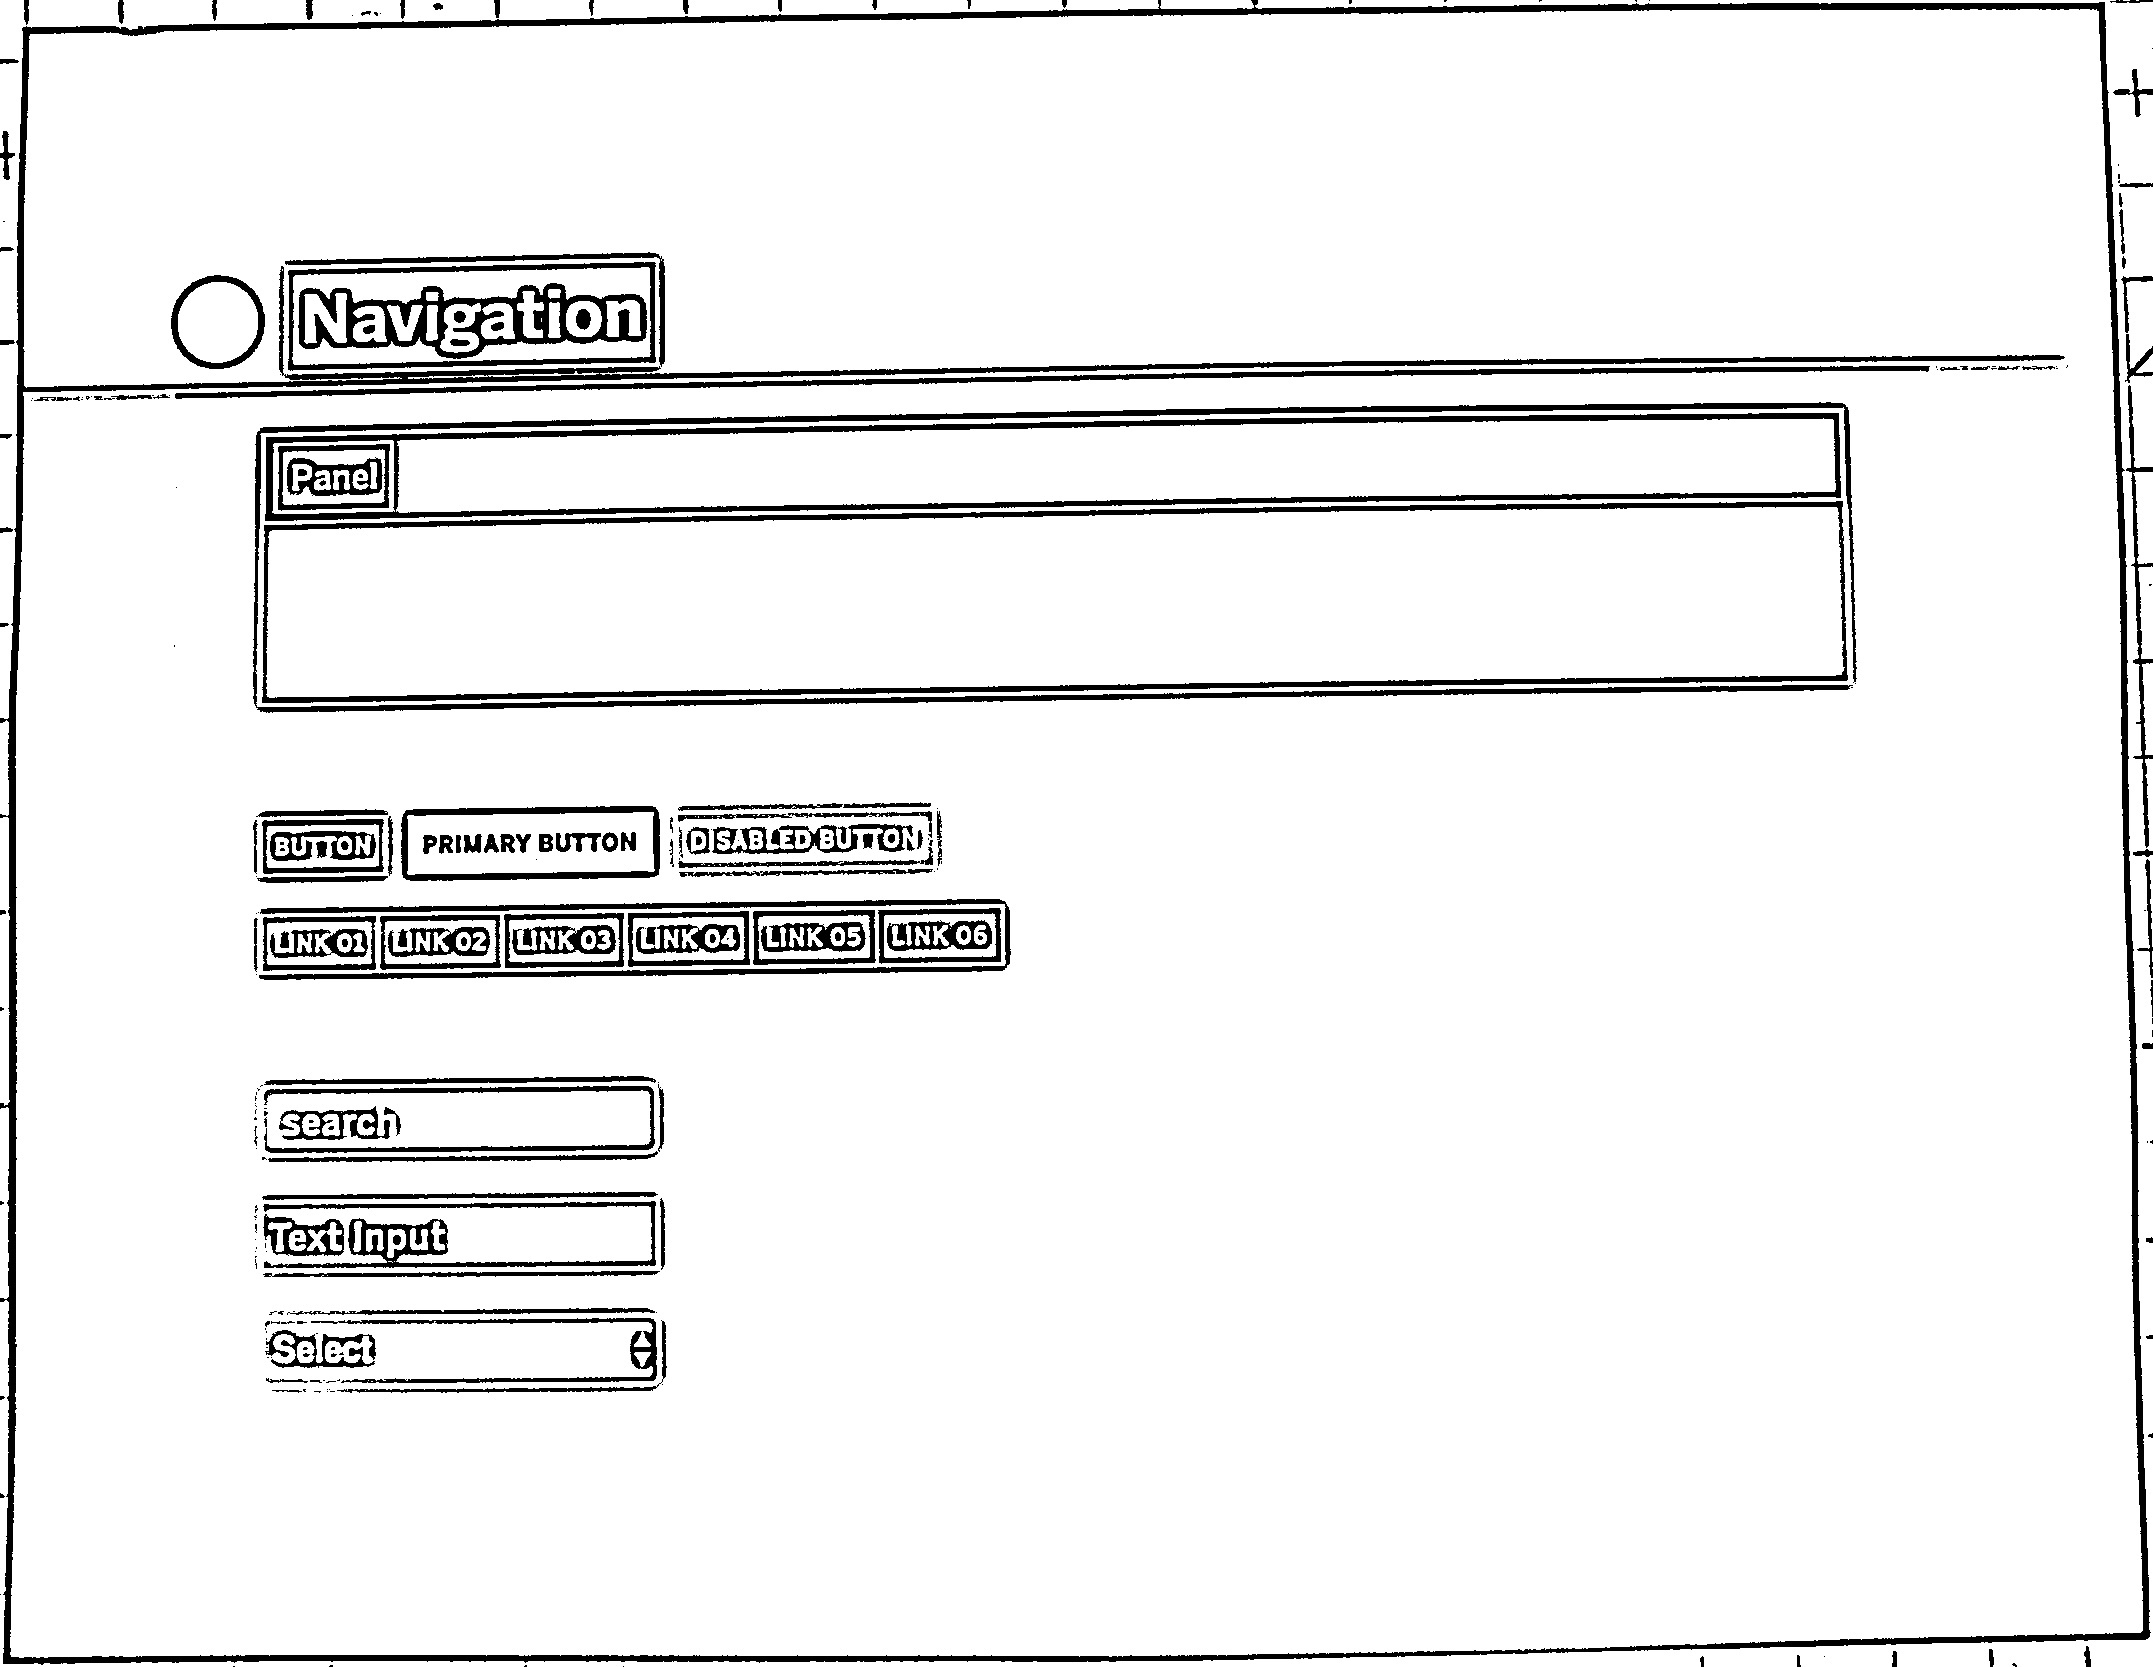 Navigation
Panel
BUTTON PRIMARY BUTTON DISABLED BUTTON
LINK 01 LINK 02 LINK 03 LINK 04 LINK 05 LINK 06
search
Text Input
Select